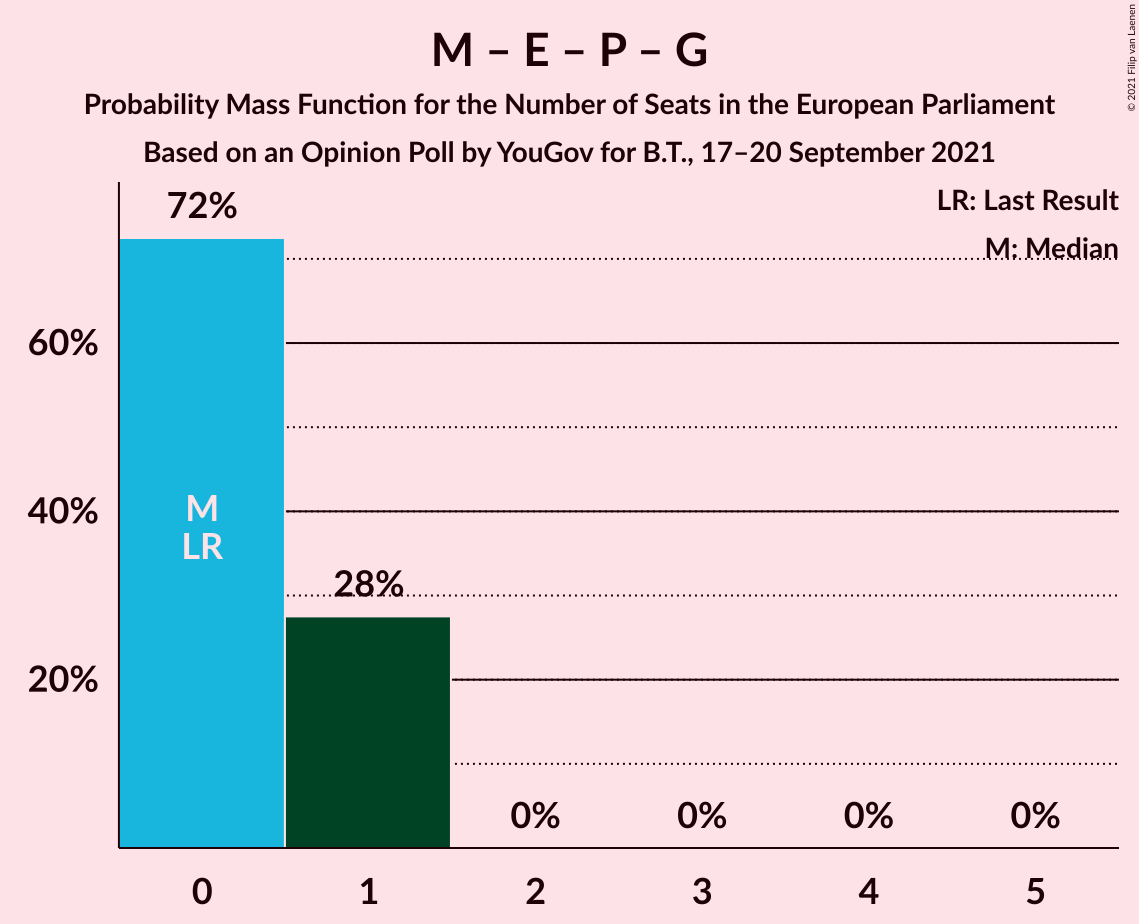 M – E – P – G
Probability Mass Function for the Number of Seats in the European Parliament
Based on an Opinion Poll by YouGov for B.T., 17–20 September 2021
© 2021 Filip van Laenen
LR: Last Result
M: Median
72%
60%
40%
20%
M
LR
28%
0% 0% 0% 0%
0 1 2 3 4 5